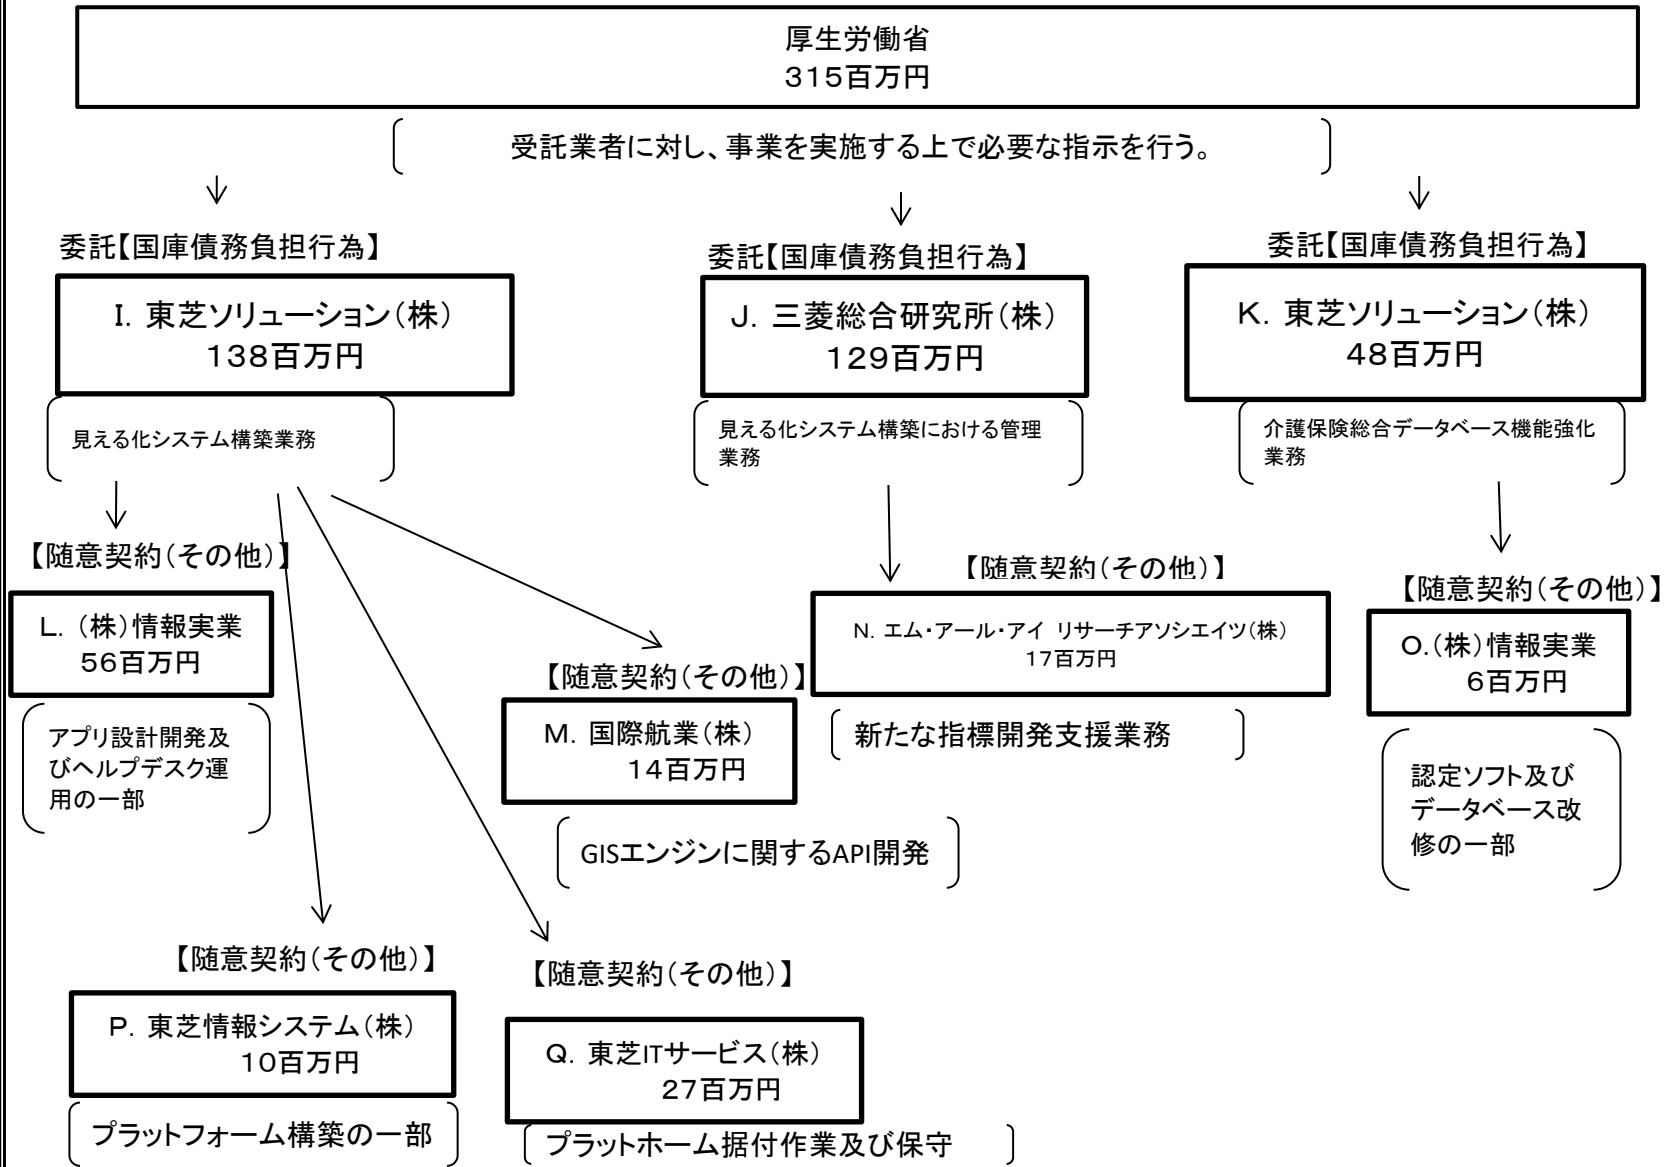 厚生労働省
315百万円
受託業者に対し、事業を実施する上で必要な指示を行う。
委託【国庫債務負担行為】
I. 東芝ソリューション(株)
138百万円
見える化システム構築業務
委託【国庫債務負担行為】
J. 三菱総合研究所(株)
129百万円
見える化システム構築における管理
業務
委託【国庫債務負担行為】
K. 東芝ソリューション(株)
48百万円
介護保険総合データベース機能強化
業務
【随意契約(その他)】
L. (株)情報実業
56百万円
アプリ設計開発及
びヘルプデスク運
用の一部
【随意契約(その他)】
M. 国際航業(株)
14百万円
GISエンジンに関するAPI開発
【随意契約(その他)】
N. エム・アール・アイ リサーチアソシエイツ(株)
17百万円
新たな指標開発支援業務
【随意契約(その他)】
O.(株)情報実業
6百万円
認定ソフト及び
データベース改
修の一部
【随意契約(その他)】
P. 東芝情報システム(株)
10百万円
プラットフォーム構築の一部
【随意契約(その他)】
Q. 東芝ITサービス(株)
27百万円
プラットホーム据付作業及び保守